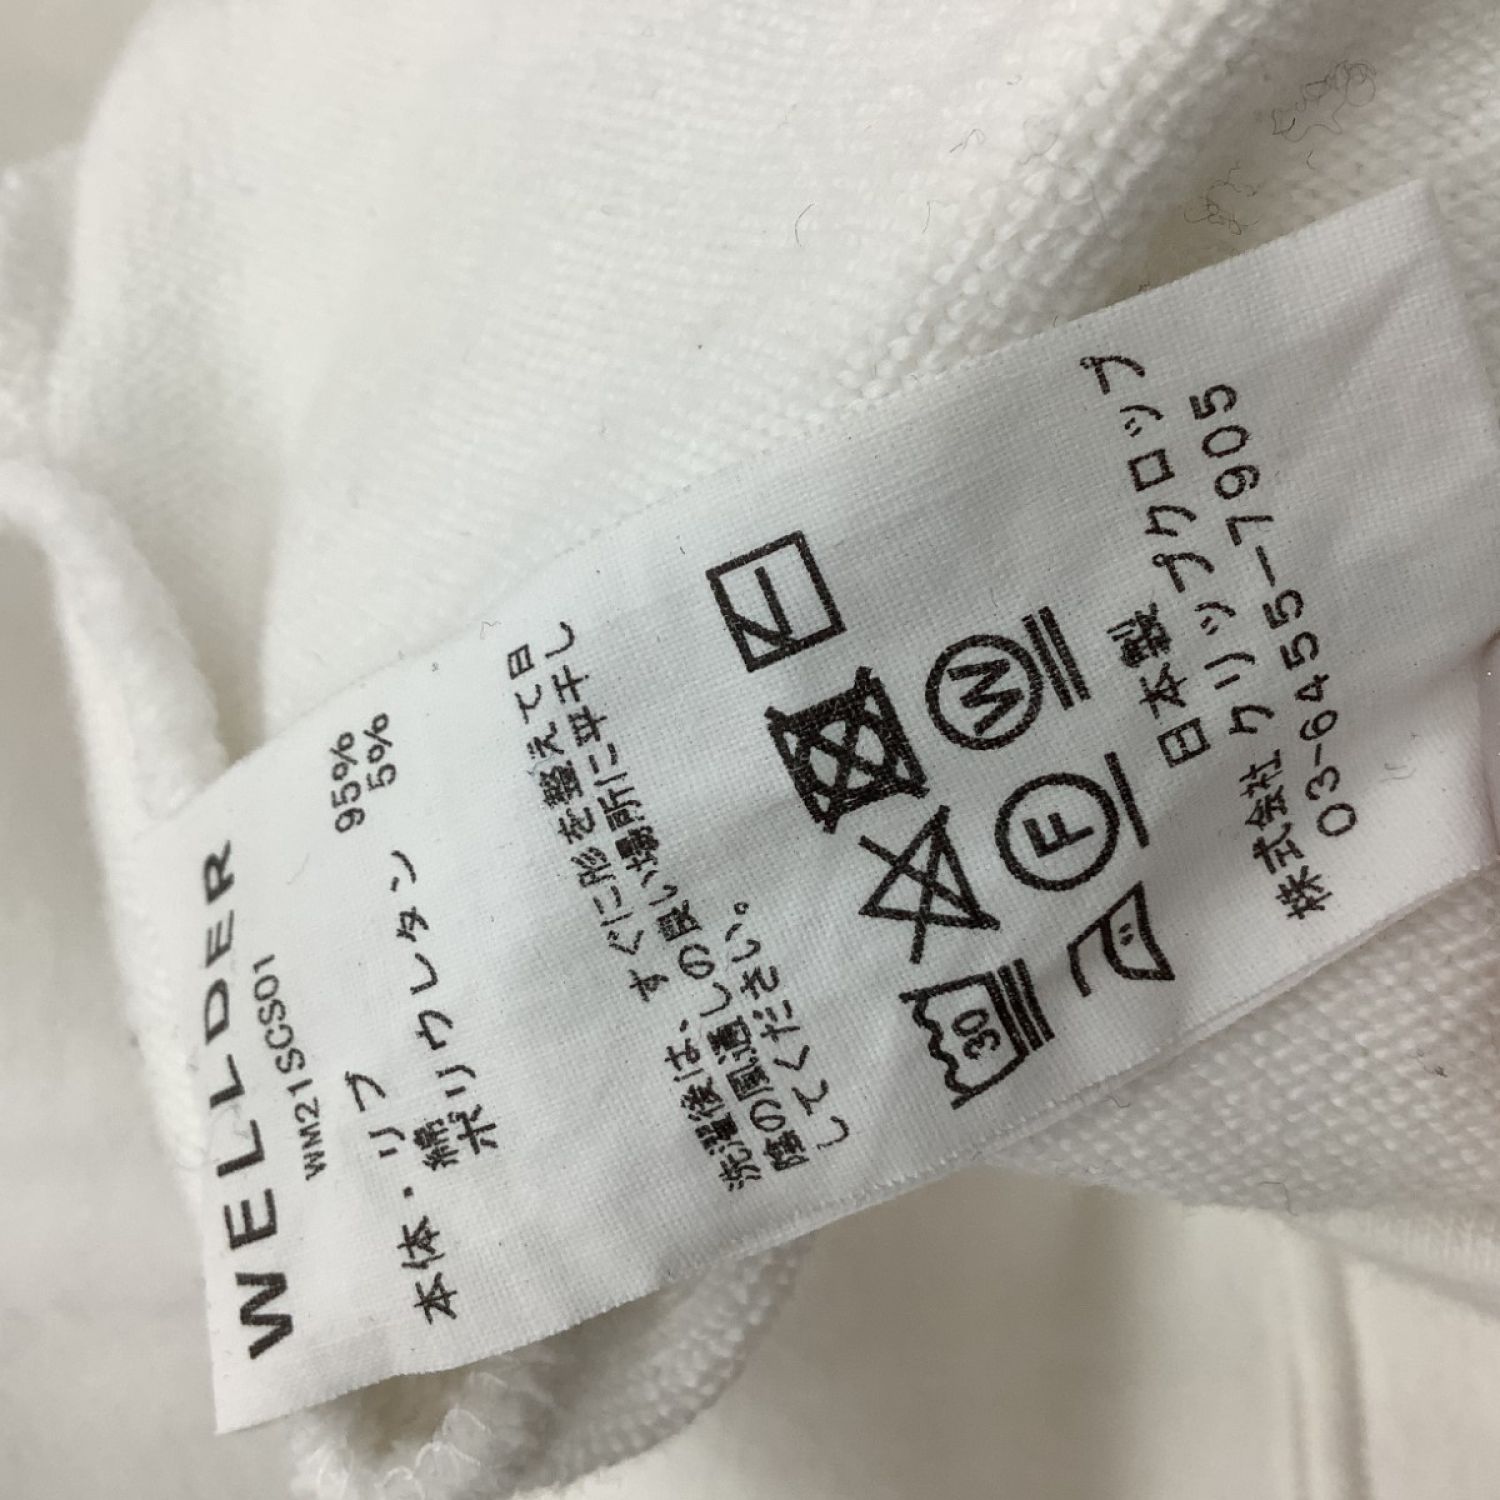 WELLDER
WM21SCS01
本体・リブ
綿 95%
ポリウレタン 5%
洗濯後は、すぐに形を整えて日
陰の風通しの良い場所に平干し
してください。
30
F W
日本製
株式会社 クリップクロップ
03-6455-7905